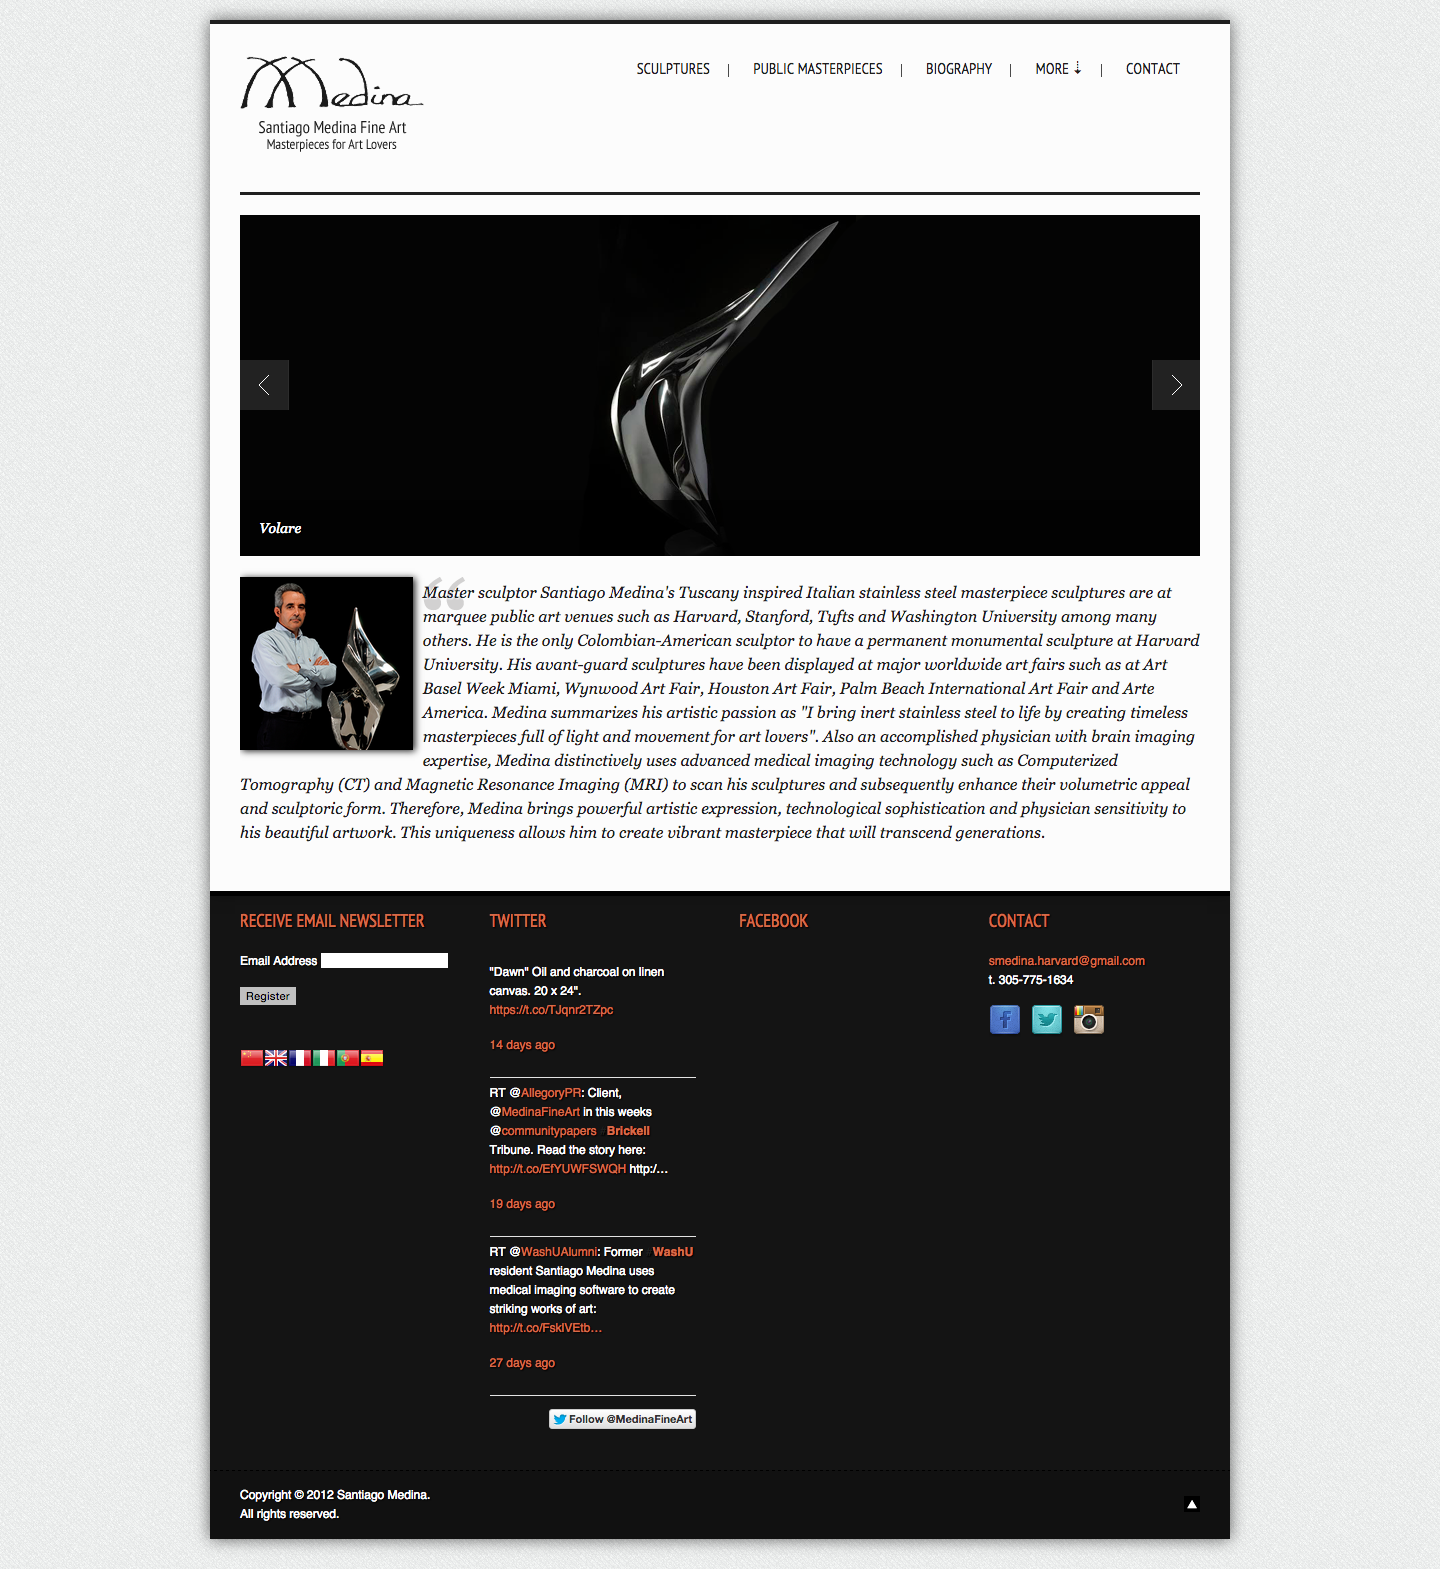 Medina
Santiago Medina Fine Art
Masterpieces for Art Lovers
SCULPTURES
PUBLIC MASTERPIECES
BIOGRAPHY
MORE ⇣
CONTACT
Volare
“
Master sculptor Santiago Medina's Tuscany inspired Italian stainless steel masterpiece sculptures are at
marquee public art venues such as Harvard, Stanford, Tufts and Washington University among many
others. He is the only Colombian-American sculptor to have a permanent monumental sculpture at Harvard
University. His avant-guard sculptures have been displayed at major worldwide art fairs such as at Art
Basel Week Miami, Wynwood Art Fair, Houston Art Fair, Palm Beach International Art Fair and Arte
America. Medina summarizes his artistic passion as "I bring inert stainless steel to life by creating timeless
masterpieces full of light and movement for art lovers". Also an accomplished physician with brain imaging
expertise, Medina distinctively uses advanced medical imaging technology such as Computerized
Tomography (CT) and Magnetic Resonance Imaging (MRI) to scan his sculptures and subsequently enhance their volumetric appeal
and sculptoric form. Therefore, Medina brings powerful artistic expression, technological sophistication and physician sensitivity to
his beautiful artwork. This uniqueness allows him to create vibrant masterpiece that will transcend generations.
RECEIVE EMAIL NEWSLETTER
Email Address
Register
TWITTER
"Dawn" Oil and charcoal on linen
canvas. 20 x 24".
https://t.co/TJqnr2TZpc
14 days ago
RT @AllegoryPR: Client,
@MedinaFineArt in this weeks
@communitypapers Brickell
Tribune. Read the story here:
http://t.co/EfYUWFSWQH http:/…
19 days ago
RT @WashUAlumni: Former WashU
resident Santiago Medina uses
medical imaging software to create
striking works of art:
http://t.co/FskIVEtb…
27 days ago
Follow @MedinaFineArt
FACEBOOK
CONTACT
smedina.harvard@gmail.com
t. 305-775-1634
Copyright © 2012 Santiago Medina.
All rights reserved.